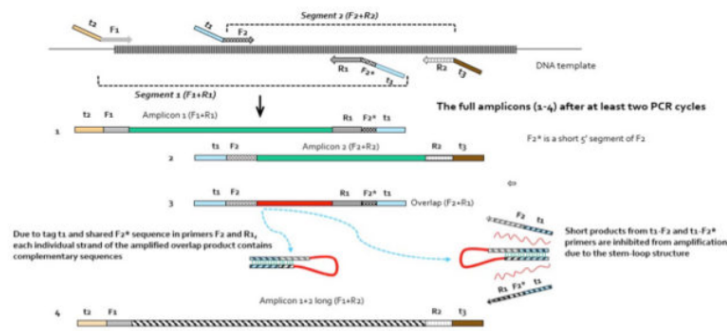 Segment 2 (F2+R2)
t2 F1 t1 F2
R1 F2* t3 R2 t3
DNA template
Segment 1 (F1+R1)
The full amplicons (1-4) after at least two PCR cycles
t2 F1 Amplicon 1 (F1+R1) R1 F2* t1
1
F2* is a short 5' segment of F2
t1 F2 Amplicon 2 (F2+R2) R2 t3
2
t1 F2 R1 F2* t1
3 Overlap (F2+R1)
Due to tag t1 and shared F2* sequence in primers F2 and R1,
each individual strand of the amplified overlap product contains
complementary sequences
F2 t1
Short products from t1-F2 and t1-F2*
primers are inhibited from amplification
due to the stem-loop structure
R1 F2* t1
t2 F1 Amplicon 1+2 long (F1+R2) R2 t3
4